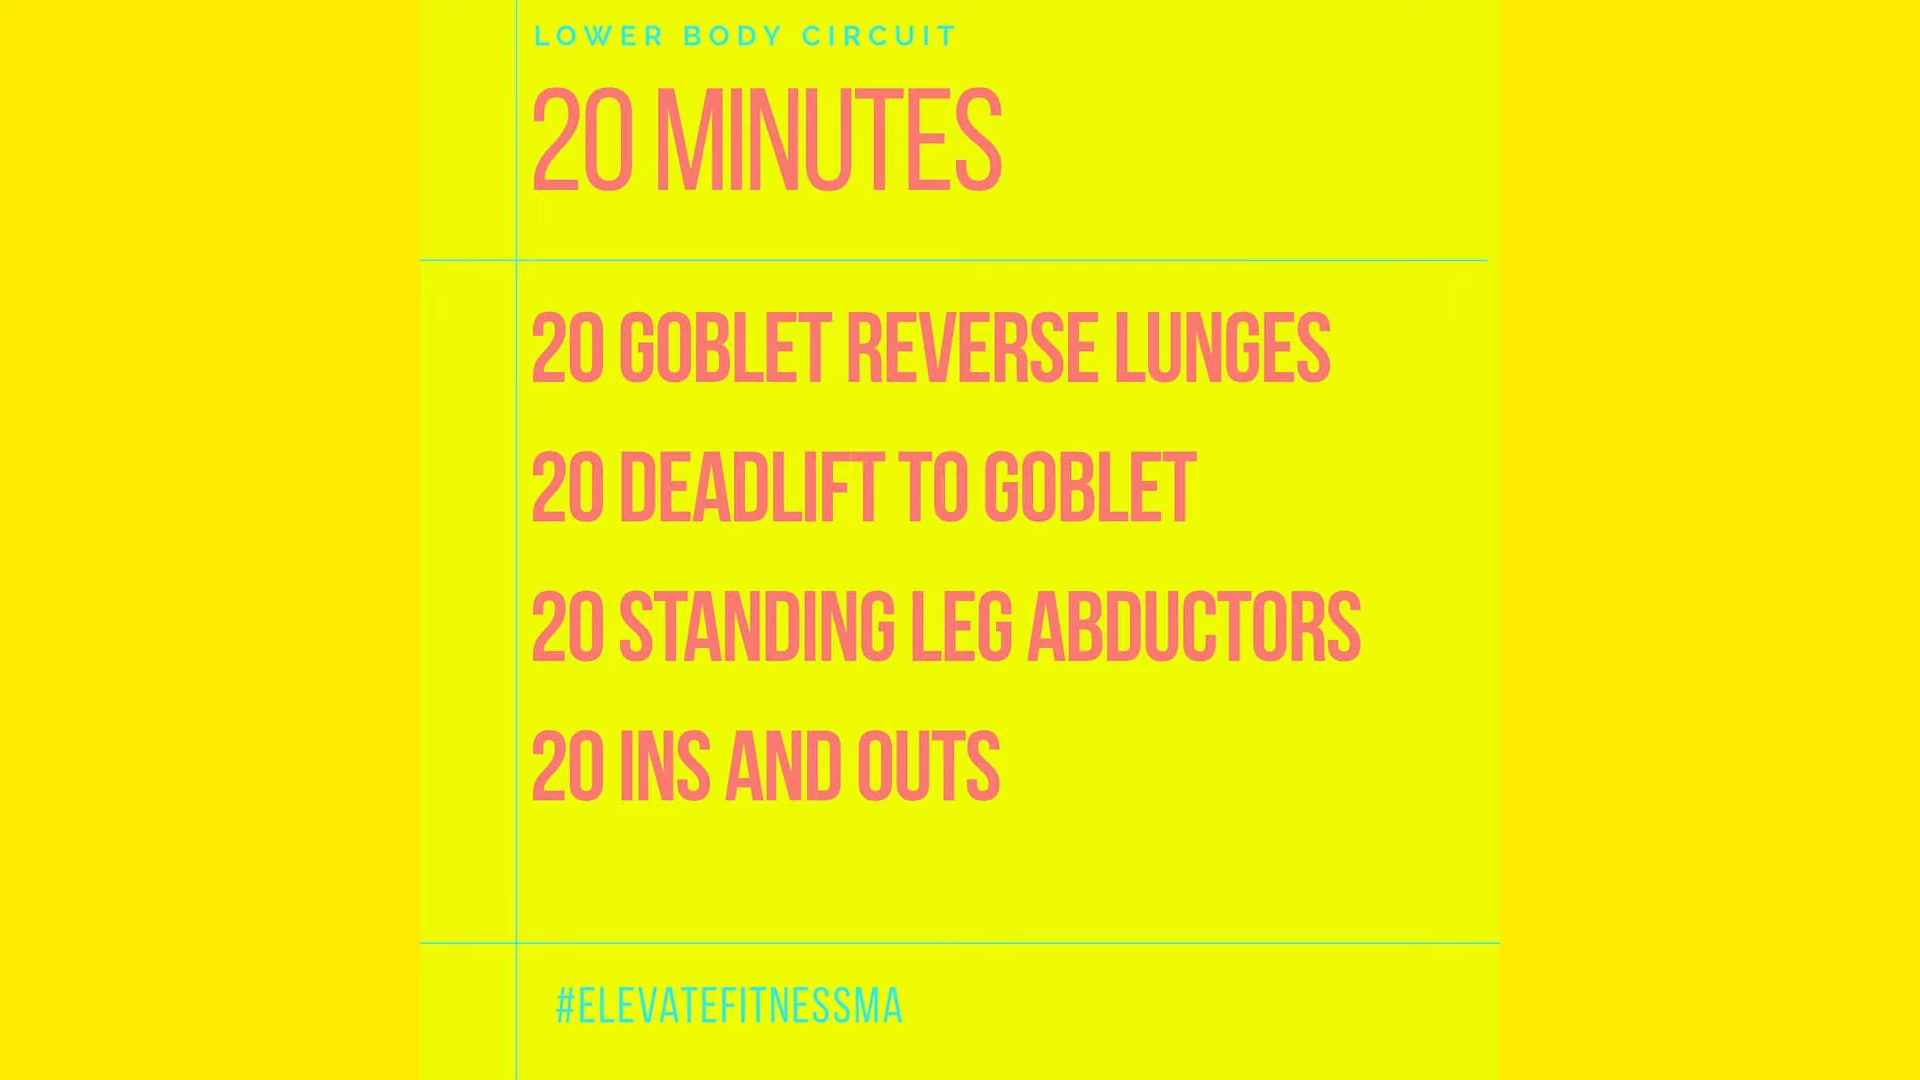 LOWER BODY CIRCUIT
20 MINUTES
20 GOBLET REVERSE LUNGES
20 DEADLIFT TO GOBLET
20 STANDING LEG ABDUCTORS
20 INS AND OUTS
#ELEVATEFITNESSMA